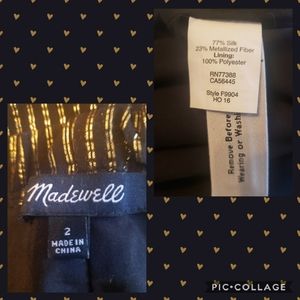 77% Silk
23% Metallized Fiber
Lining:
100% Polyester
RN77388
CA56445
Style F9904
HO 16
Remove Before
Wearing or Washing
Madewell
2
MADE IN
CHINA
PIC•COLLAGE